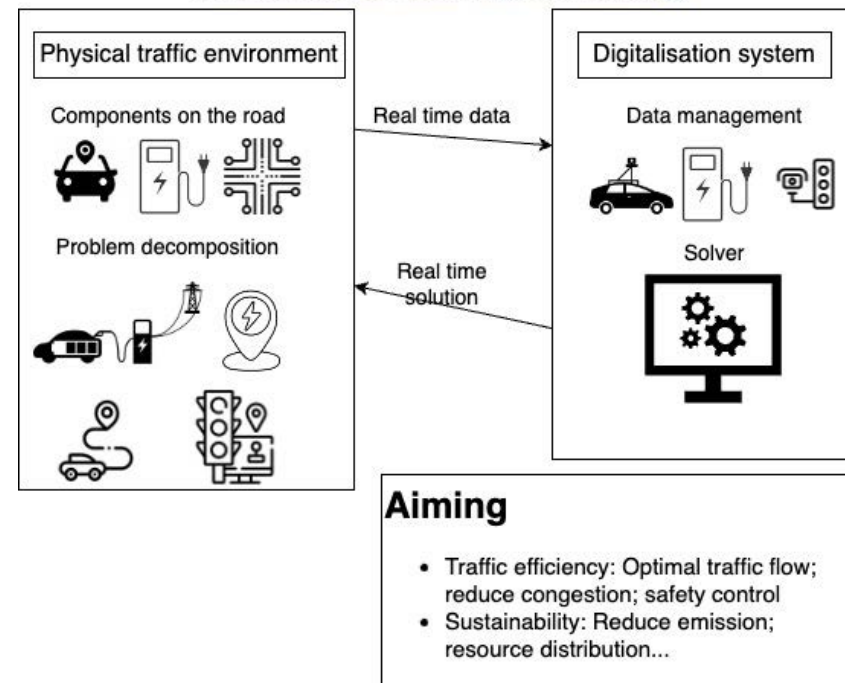 Physical traffic environment
Components on the road
Problem decomposition
Real time data
Real time
solution
Digitalisation system
Data management
Solver
Aiming
• Traffic efficiency: Optimal traffic flow;
reduce congestion; safety control
• Sustainability: Reduce emission;
resource distribution...